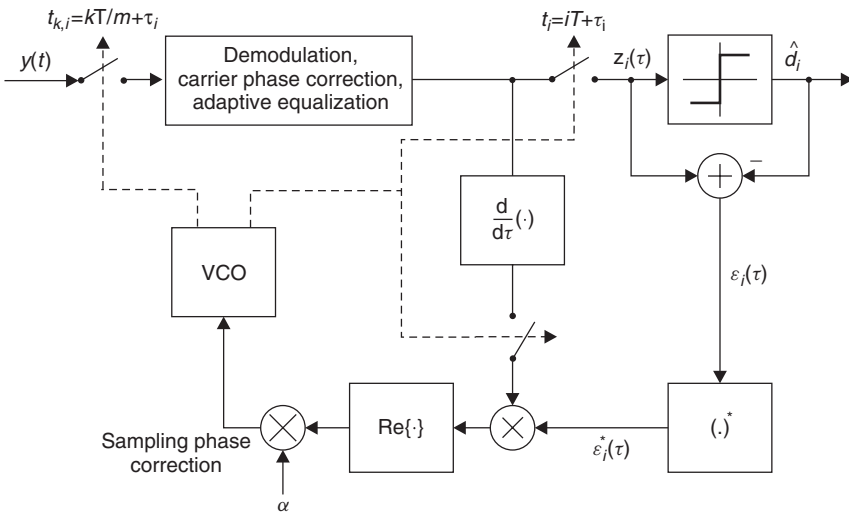 t_{k,i}=kT/m+τ_i
t_i=iT+τ_i
y(t)
Demodulation,
carrier phase correction,
adaptive equalization
z_i(τ)
\hat{d}_i
+
−
d/dτ (·)
VCO
ε_i(τ)
Re{·}
(.)^*
ε_i^*(τ)
Sampling phase
correction
α